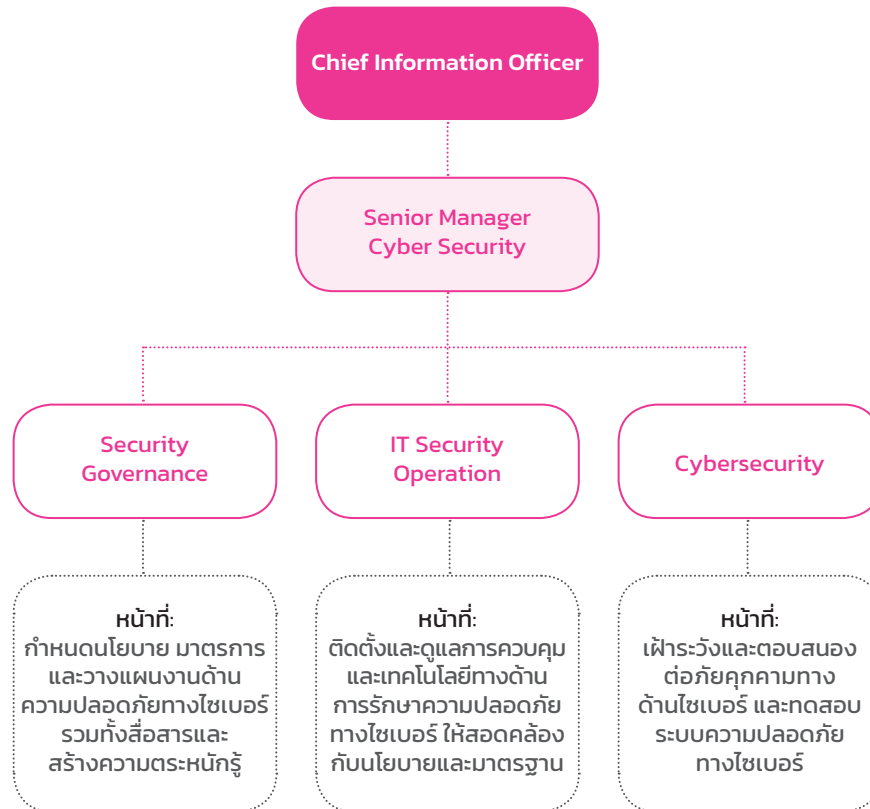 Chief Information Officer
Senior Manager
Cyber Security
Security
Governance
IT Security
Operation
Cybersecurity
หน้าที่:
กำหนดนโยบาย มาตรการ
และวางแผนงานด้าน
ความปลอดภัยทางไซเบอร์
รวมทั้งสื่อสารและ
สร้างความตระหนักรู้
หน้าที่:
ติดตั้งและดูแลการควบคุม
และเทคโนโลยีทางด้าน
การรักษาความปลอดภัย
ทางไซเบอร์ ให้สอดคล้อง
กับนโยบายและมาตรฐาน
หน้าที่:
เฝ้าระวังและตอบสนอง
ต่อภัยคุกคามทาง
ด้านไซเบอร์ และทดสอบ
ระบบความปลอดภัย
ทางไซเบอร์